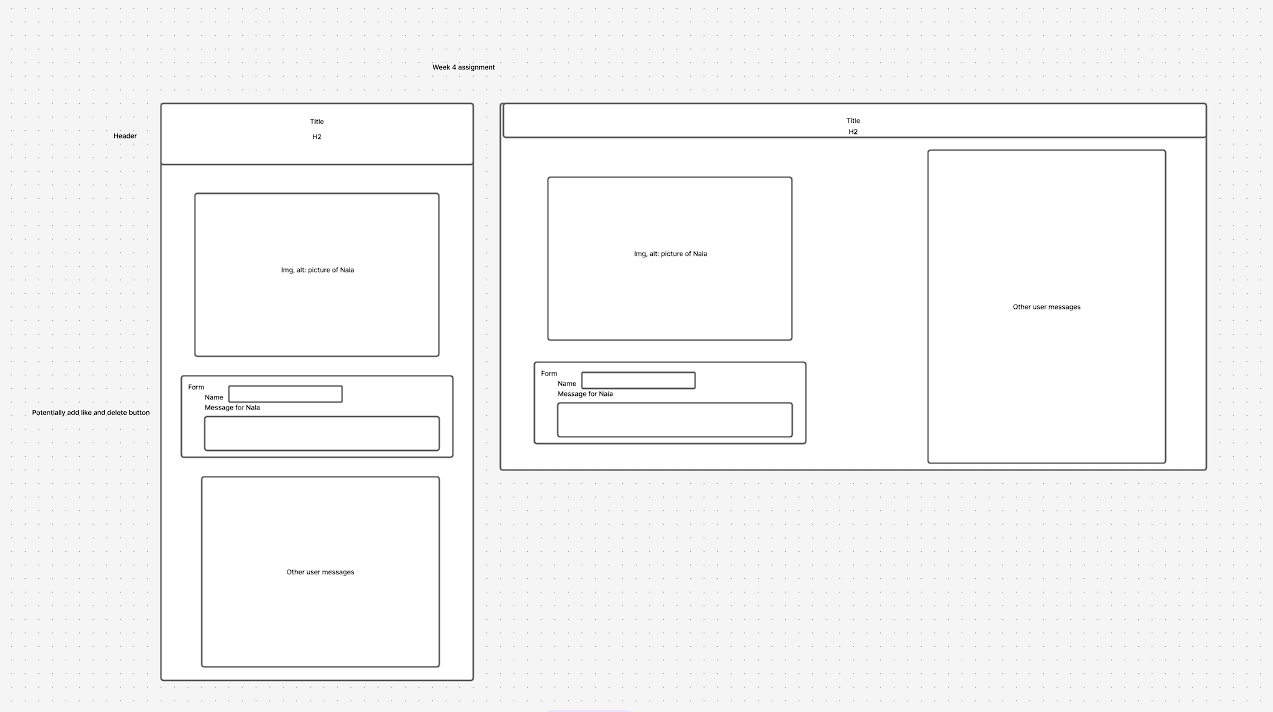 Week 4 assignment
Header
Title
H2
Img, alt: picture of Nala
Potentially add like and delete button
Form
Name
Message for Nala
Other user messages
Title
H2
Img, alt: picture of Nala
Form
Name
Message for Nala
Other user messages